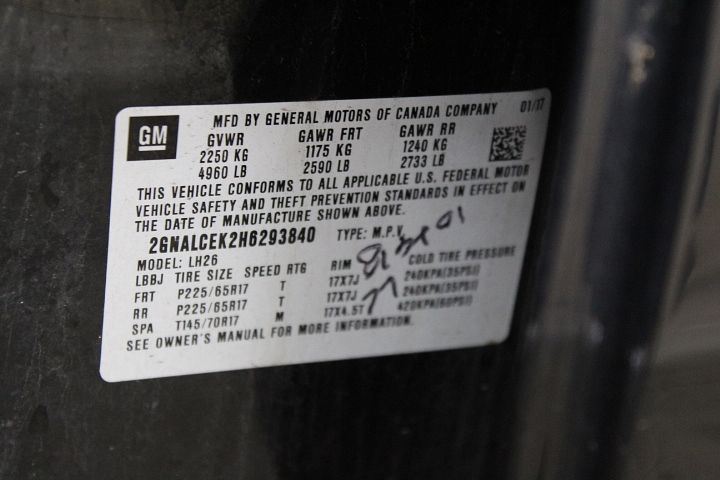 GM
MFD BY GENERAL MOTORS OF CANADA COMPANY 01/17
GVWR GAWR FRT GAWR RR
2250 KG 1175 KG 1240 KG
4960 LB 2590 LB 2733 LB
THIS VEHICLE CONFORMS TO ALL APPLICABLE U.S. FEDERAL MOTOR
VEHICLE SAFETY AND THEFT PREVENTION STANDARDS IN EFFECT ON
THE DATE OF MANUFACTURE SHOWN ABOVE.
2GNALCEK2H6293840 TYPE: M.P.V.
MODEL: LH26
LBBJ TIRE SIZE SPEED RTG RIM COLD TIRE PRESSURE
FRT P225/65R17 T 17X7J 240KPA(35PSI)
RR P225/65R17 T 17X7J 240KPA(35PSI)
SPA T145/70R17 M 17X4.5T 420KPA(60PSI)
SEE OWNER'S MANUAL FOR MORE INFORMATION.